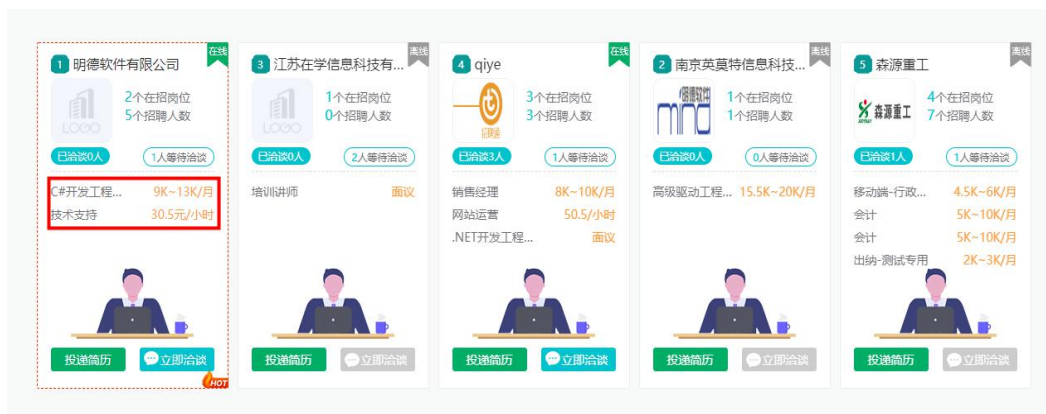 1 明德软件有限公司 在线
LOGO
2个在招岗位
5个招聘人数
已洽谈0人 1人等待洽谈
C#开发工程... 9K~13K/月
技术支持 30.5元/小时
投递简历 立即洽谈
HOT
3 江苏在学信息科技有... 离线
LOGO
1个在招岗位
0个招聘人数
已洽谈0人 2人等待洽谈
培训讲师 面议
投递简历 立即洽谈
4 qiye 在线
招聘通
3个在招岗位
3个招聘人数
已洽谈3人 1人等待洽谈
销售经理 8K~10K/月
网站运营 50.5/小时
.NET开发工程... 面议
投递简历 立即洽谈
2 南京英莫特信息科技... 离线
明德软件
mind
1个在招岗位
1个招聘人数
已洽谈0人 0人等待洽谈
高级驱动工程... 15.5K~20K/月
投递简历 立即洽谈
5 森源重工 离线
森源重工
4个在招岗位
7个招聘人数
已洽谈1人 1人等待洽谈
移动端-行政... 4.5K~6K/月
会计 5K~10K/月
会计 5K~10K/月
出纳-测试专用 2K~3K/月
投递简历 立即洽谈